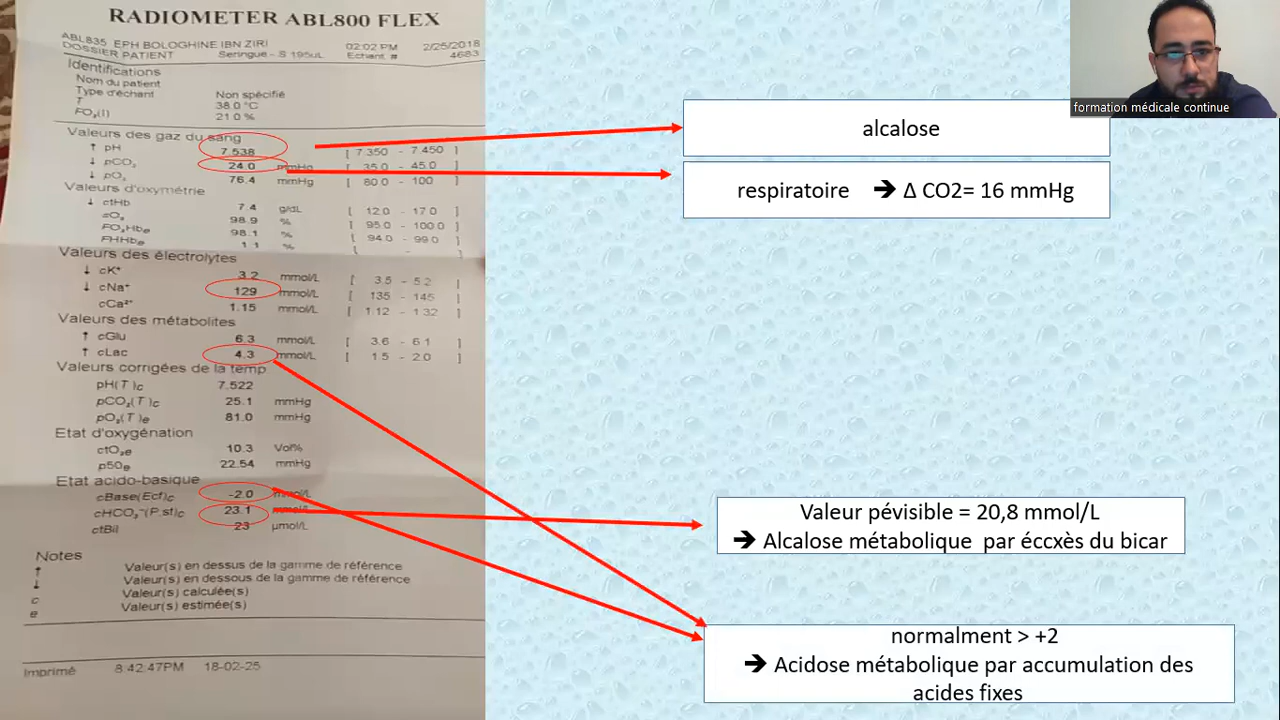 RADIOMETER ABL800 FLEX
ABL835 EPH BOLOGHINE IBN ZIRI 02:02 PM 2/25/2018
DOSSIER PATIENT Seringue - S 195uL Echant. # 4683
Identifications
Nom du patient
Type d'échant Non spécifié
T 38.0 °C
FO₂(I) 21.0 %
Valeurs des gaz du sang
↑ pH 7.538 [ 7.350 - 7.450 ]
↓ pCO₂ 24.0 mmHg [ 35.0 - 45.0 ]
↓ pO₂ 76.4 mmHg [ 80.0 - 100 ]
Valeurs d'oxymétrie
↓ ctHb 7.4 g/dL [ 12.0 - 17.0 ]
sO₂ 98.9 % [ 95.0 - 100.0 ]
FO₂Hbe 98.1 % [ 94.0 - 99.0 ]
FHHbe 1.1 % [ - ]
Valeurs des électrolytes
↓ cK⁺ 3.2 mmol/L [ 3.5 - 5.2 ]
↓ cNa⁺ 129 mmol/L [ 135 - 145 ]
cCa²⁺ 1.15 mmol/L [ 1.12 - 1.32 ]
Valeurs des métabolites
↑ cGlu 6.3 mmol/L [ 3.6 - 6.1 ]
↑ cLac 4.3 mmol/L [ 1.5 - 2.0 ]
Valeurs corrigées de la temp
pH(T)c 7.522
pCO₂(T)c 25.1 mmHg
pO₂(T)e 81.0 mmHg
Etat d'oxygénation
ctO₂e 10.3 Vol%
p50e 22.54 mmHg
Etat acido-basique
cBase(Ecf)c -2.0 mmol/L
cHCO₃⁻(P.st)c 23.1 mmol/L
ctBil 23 µmol/L
Notes
↑ Valeur(s) en dessus de la gamme de référence
↓ Valeur(s) en dessous de la gamme de référence
c Valeur(s) calculée(s)
e Valeur(s) estimée(s)
Imprimé 8:42:47PM 18-02-25
formation médicale continue
alcalose
respiratoire ➔ Δ CO2= 16 mmHg
Valeur pévisible = 20,8 mmol/L
➔ Alcalose métabolique par éccxès du bicar
normalment > +2
➔ Acidose métabolique par accumulation des
acides fixes